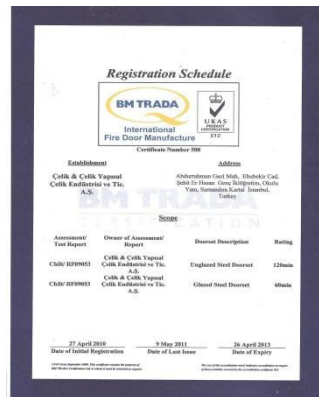 Registration Schedule
BM TRADA
International
Fire Door Manufacture
UKAS
PRODUCT
CERTIFICATION
012
Certificate Number 508
Establishment
Address
Çelik & Çelik Yapısal
Çelik Endüstrisi ve Tic.
A.Ş.
Abdurrahman Gazi Mah, Ebubekir Cad,
Şehit Er Hasan Genç İlköğretim, Okulu
Yanı, Samandıra Kartal Istanbul,
Turkey
BM TRADA
CERTIFICATION
Scope
Assessment/
Test Report
Owner of Assessment/
Report
Doorset Description
Rating
Chilt/ RF09053
Çelik & Çelik Yapısal
Çelik Endüstrisi ve Tic.
A.Ş.
Unglazed Steel Doorset
120min
Chilt/ RF09053
Çelik & Çelik Yapısal
Çelik Endüstrisi ve Tic.
A.Ş.
Glazed Steel Doorset
60min
27 April 2010
Date of Initial Registration
9 May 2011
Date of Last Issue
26 April 2013
Date of Expiry